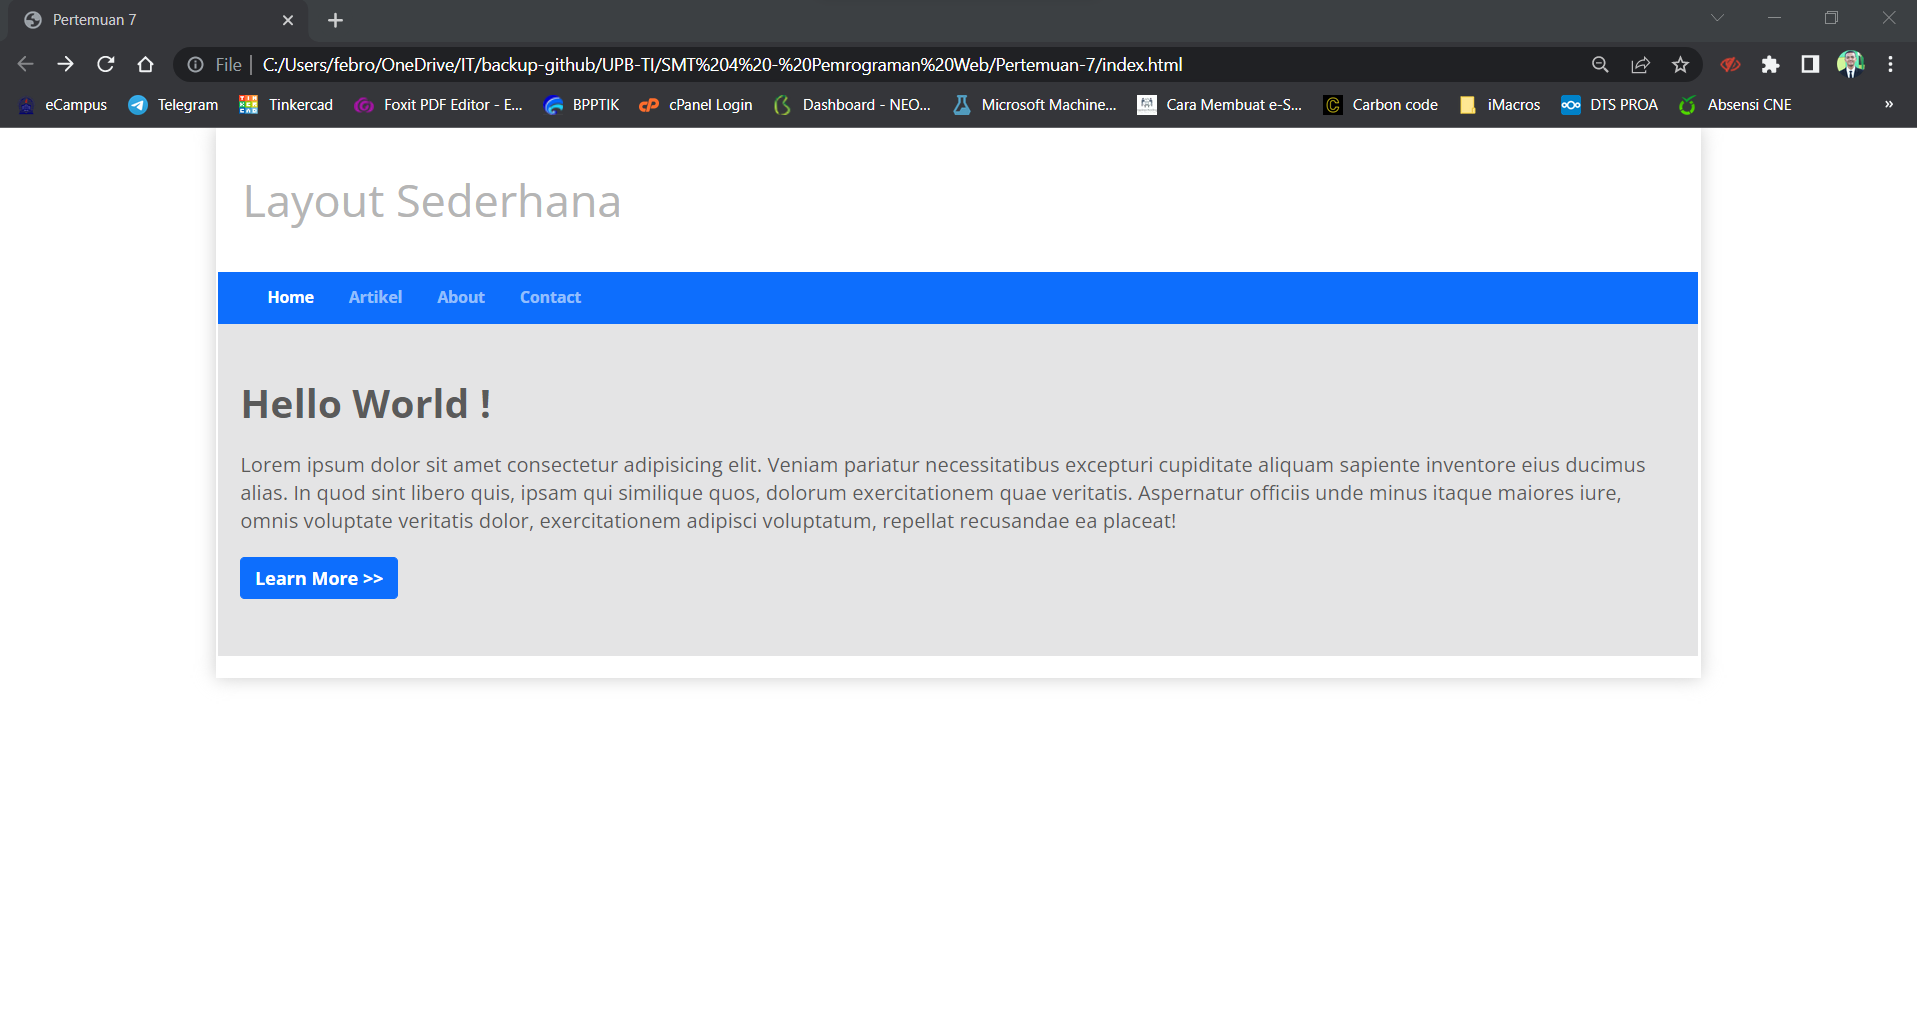 Pertemuan 7
File
C:/Users/febro/OneDrive/IT/backup-github/UPB-TI/SMT%204%20-%20Pemrograman%20Web/Pertemuan-7/index.html
eCampus
Telegram
Tinkercad
Foxit PDF Editor - E...
BPPTIK
cPanel Login
Dashboard - NEO...
Microsoft Machine...
Cara Membuat e-S...
Carbon code
iMacros
DTS PROA
Absensi CNE
»
Layout Sederhana
Home Artikel About Contact
Hello World !
Lorem ipsum dolor sit amet consectetur adipisicing elit. Veniam pariatur necessitatibus excepturi cupiditate aliquam sapiente inventore eius ducimus
alias. In quod sint libero quis, ipsam qui similique quos, dolorum exercitationem quae veritatis. Aspernatur officiis unde minus itaque maiores iure,
omnis voluptate veritatis dolor, exercitationem adipisci voluptatum, repellat recusandae ea placeat!
Learn More >>